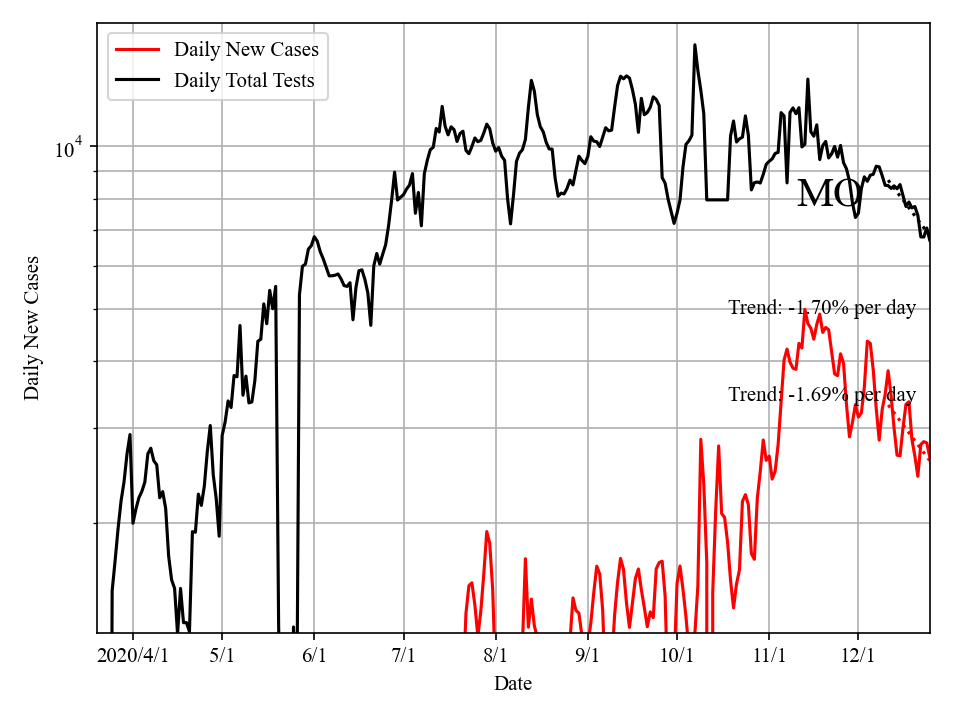 Daily New Cases
Daily Total Tests
10^4
MO
Trend: -1.70% per day
Trend: -1.69% per day
Daily New Cases
2020/4/1 5/1 6/1 7/1 8/1 9/1 10/1 11/1 12/1
Date